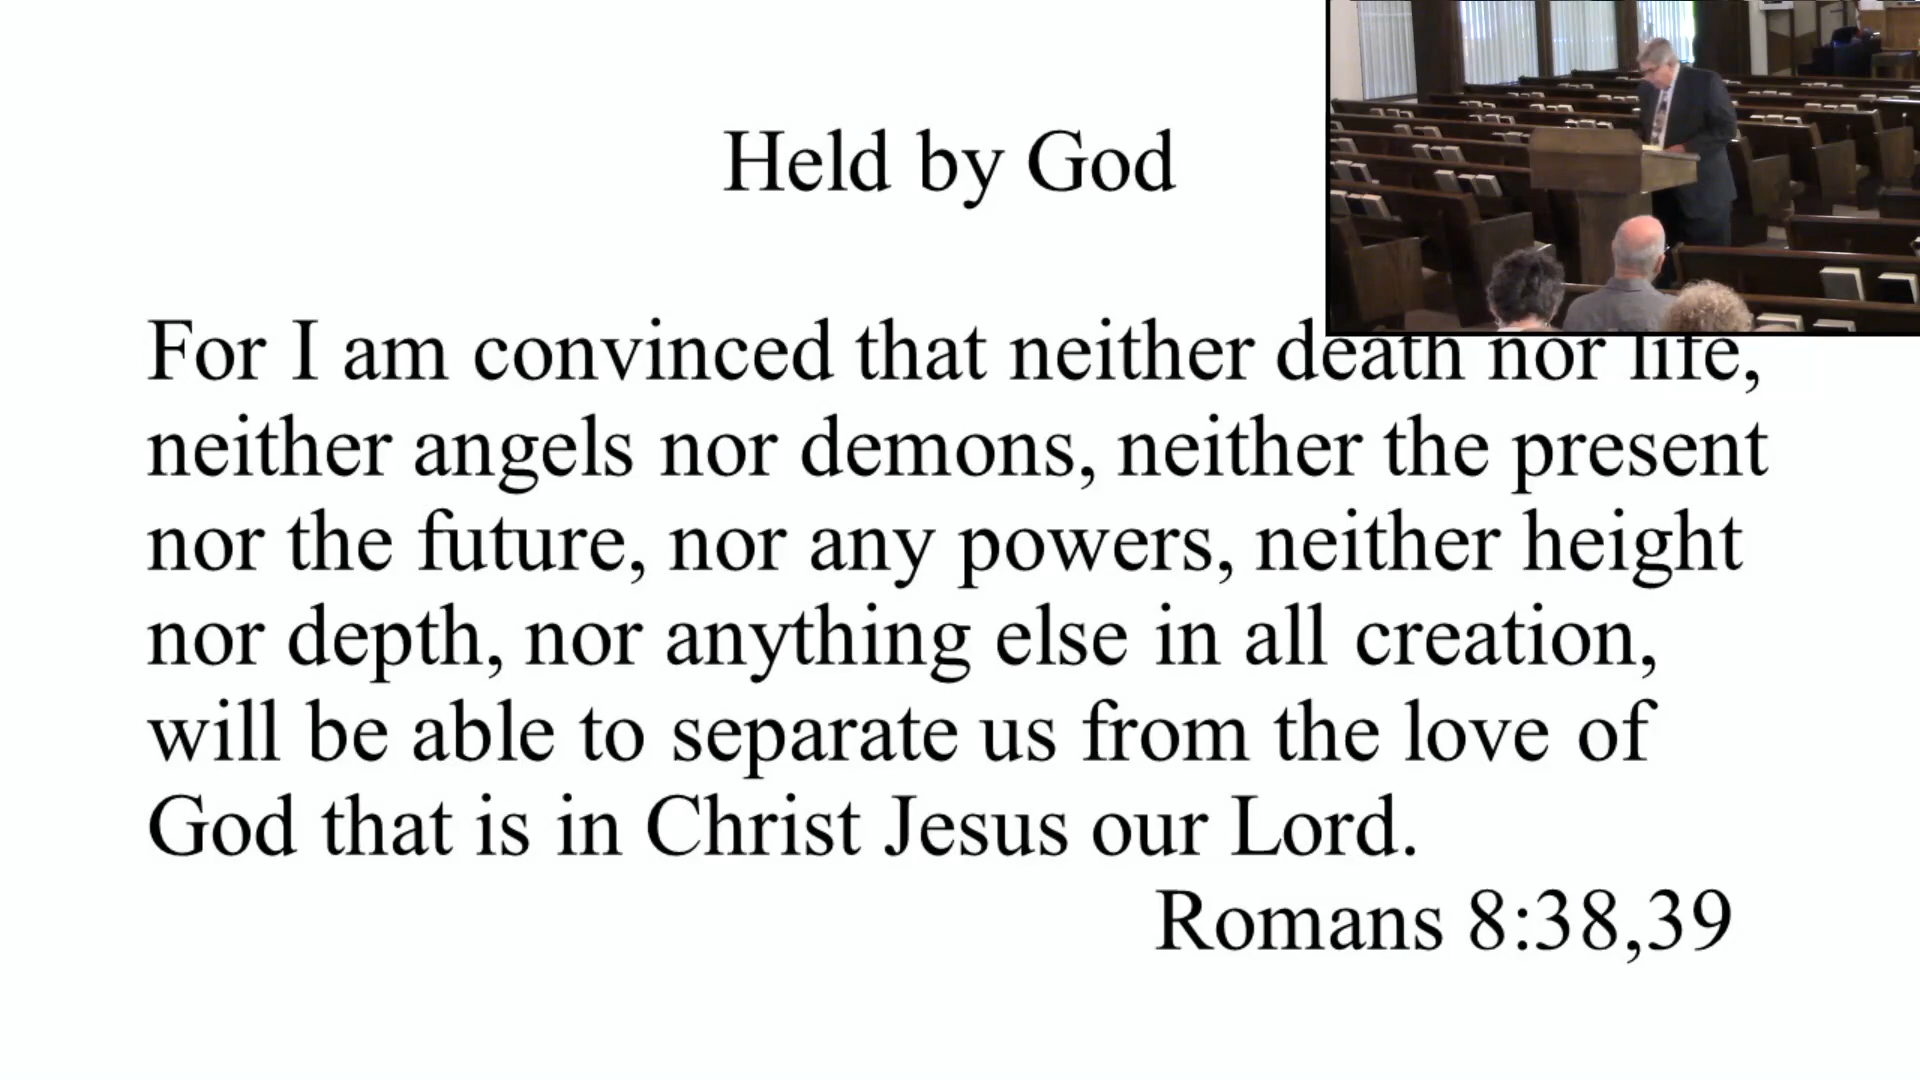 Held by God
For I am convinced that neither death nor life,
neither angels nor demons, neither the present
nor the future, nor any powers, neither height
nor depth, nor anything else in all creation,
will be able to separate us from the love of
God that is in Christ Jesus our Lord.
Romans 8:38,39